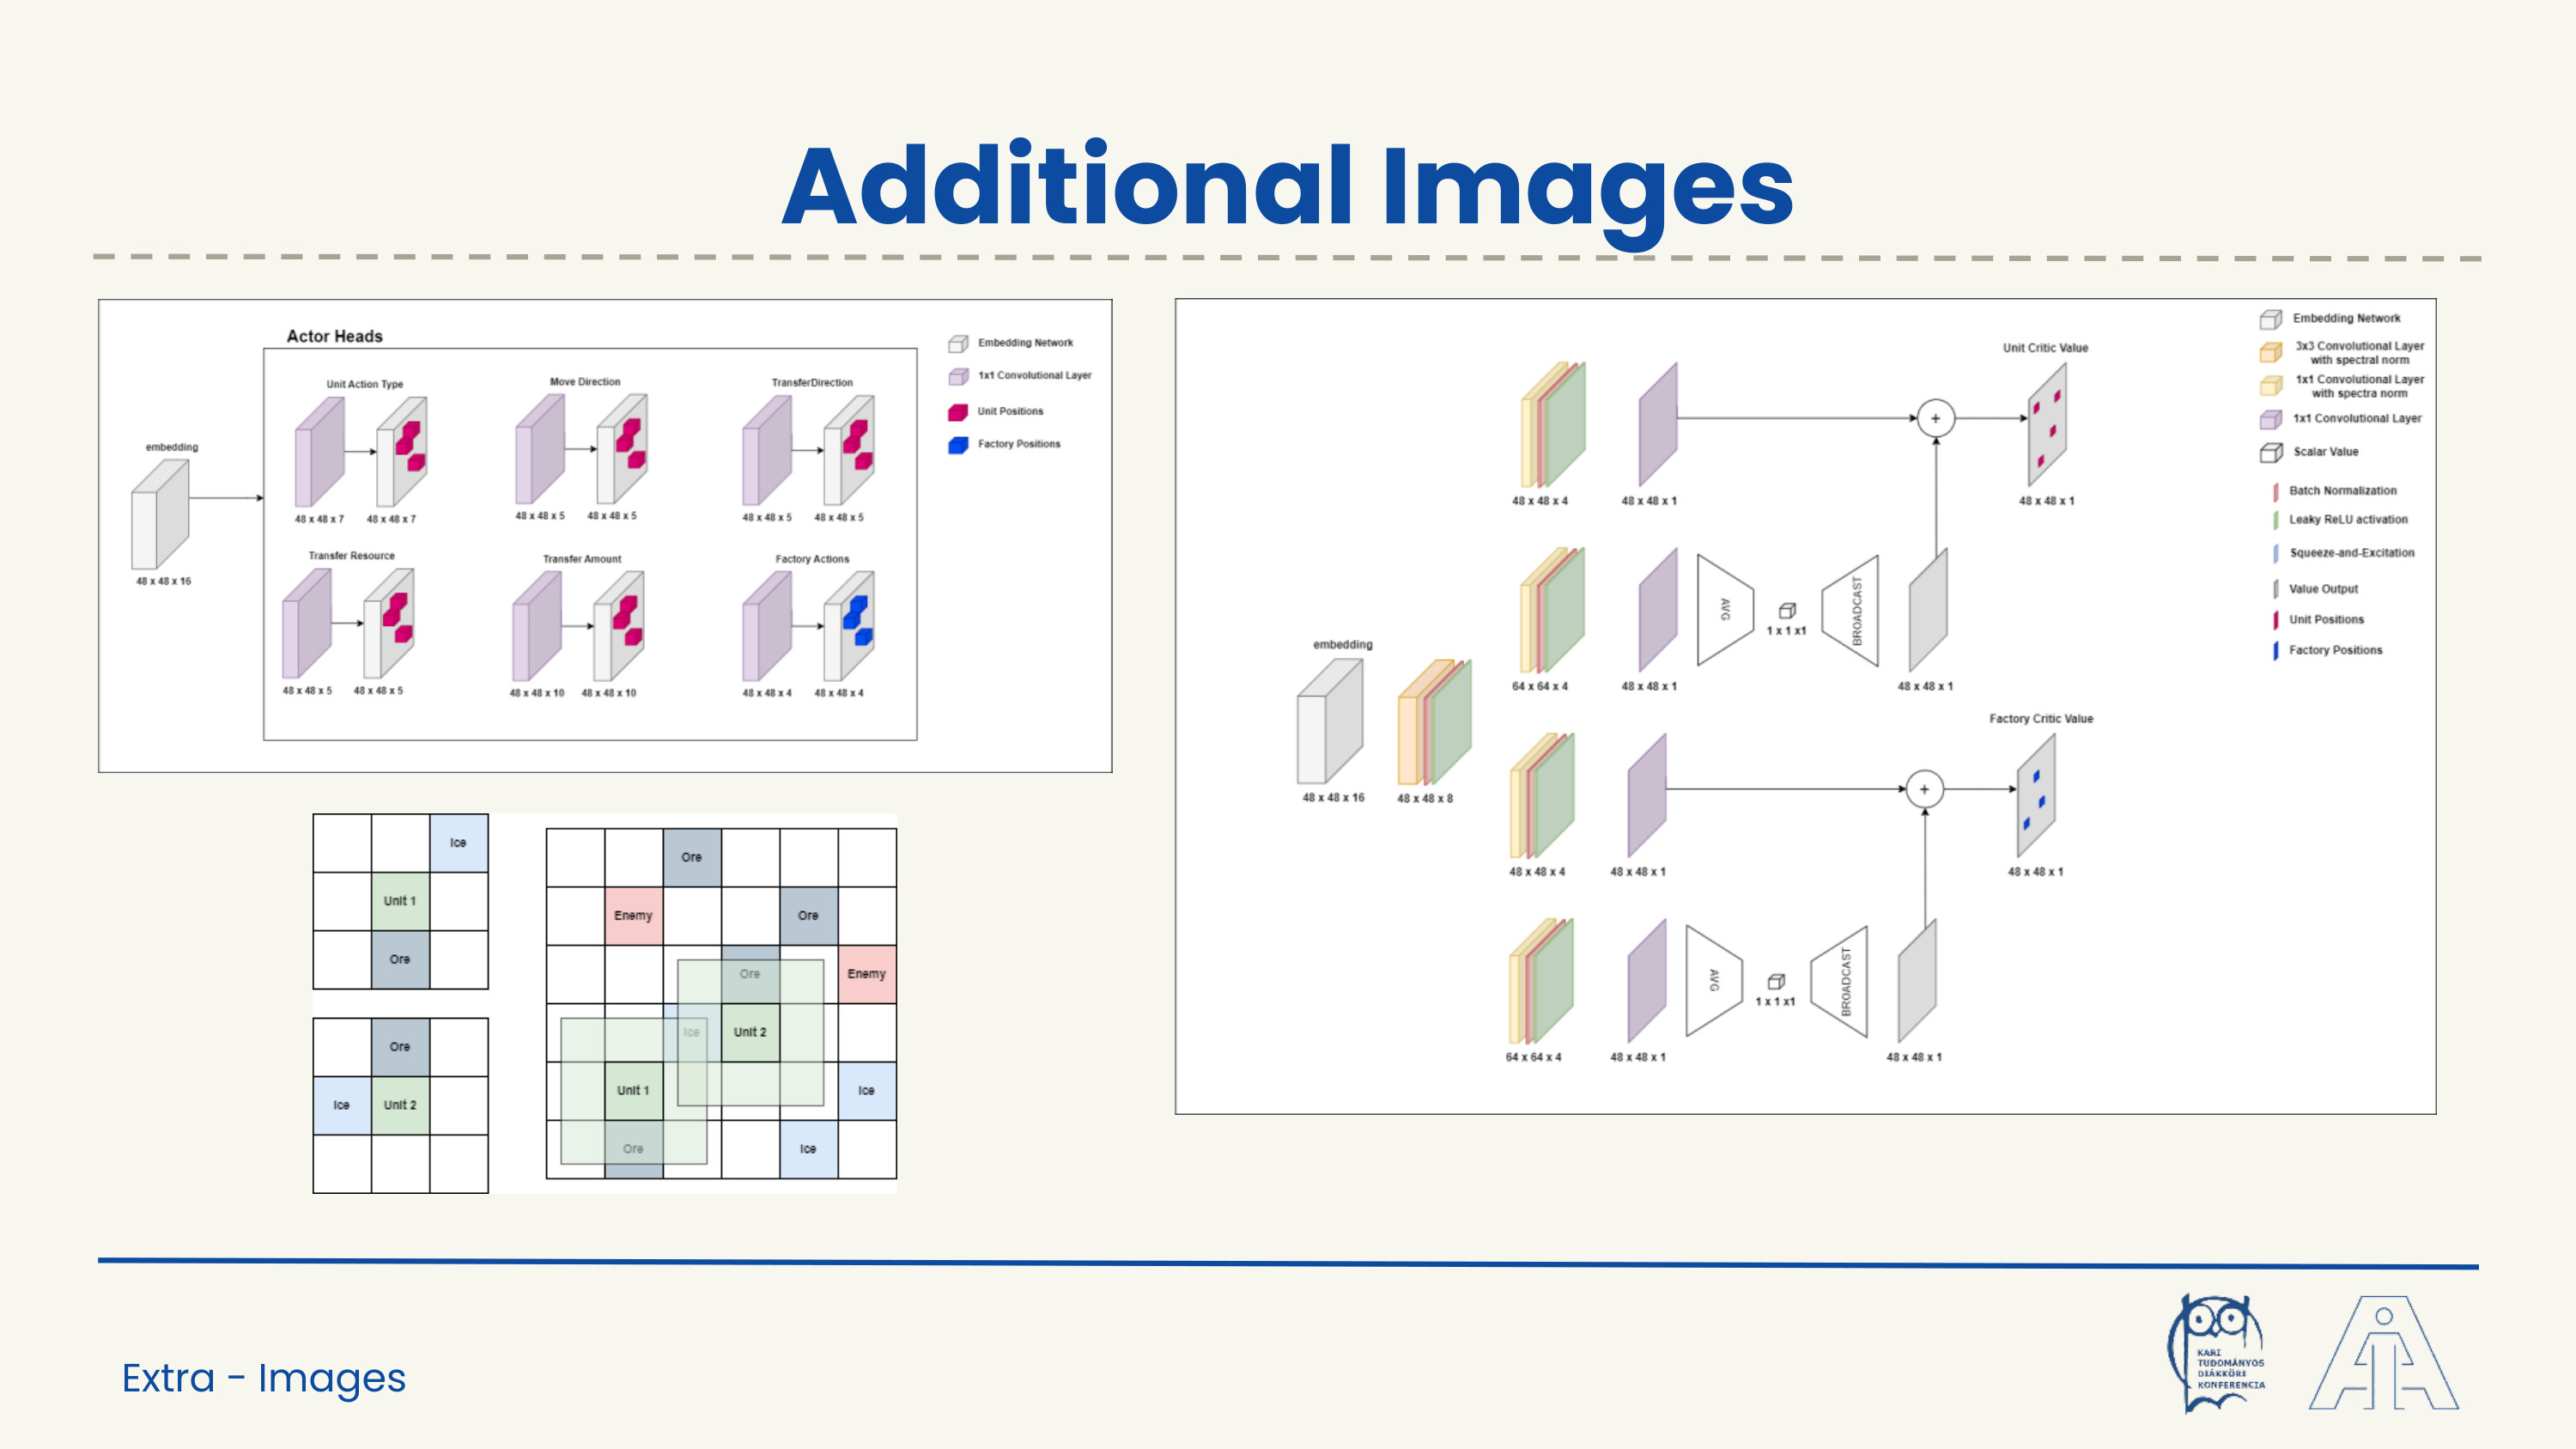 Additional Images
Actor Heads
Unit Action Type
Move Direction
TransferDirection
embedding
48 x 48 x 16
48 x 48 x 7
48 x 48 x 7
48 x 48 x 5
48 x 48 x 5
48 x 48 x 5
48 x 48 x 5
Transfer Resource
Transfer Amount
Factory Actions
48 x 48 x 5
48 x 48 x 5
48 x 48 x 10
48 x 48 x 10
48 x 48 x 4
48 x 48 x 4
Embedding Network
1x1 Convolutional Layer
Unit Positions
Factory Positions
Ice
Unit 1
Ore
Ore
Ice
Unit 2
Ore
Enemy
Ore
Ore
Enemy
Ice
Unit 2
Unit 1
Ice
Ore
Ice
embedding
48 x 48 x 16
48 x 48 x 8
48 x 48 x 4
48 x 48 x 1
+
Unit Critic Value
48 x 48 x 1
64 x 64 x 4
48 x 48 x 1
AVG
1 x 1 x1
BROADCAST
48 x 48 x 1
48 x 48 x 4
48 x 48 x 1
+
Factory Critic Value
48 x 48 x 1
64 x 64 x 4
48 x 48 x 1
AVG
1 x 1 x1
BROADCAST
48 x 48 x 1
Embedding Network
3x3 Convolutional Layer
with spectral norm
1x1 Convolutional Layer
with spectra norm
1x1 Convolutional Layer
Scalar Value
Batch Normalization
Leaky ReLU activation
Squeeze-and-Excitation
Value Output
Unit Positions
Factory Positions
Extra - Images
KARI
TUDOMÁNYOS
DIÁKKÖRI
KONFERENCIA